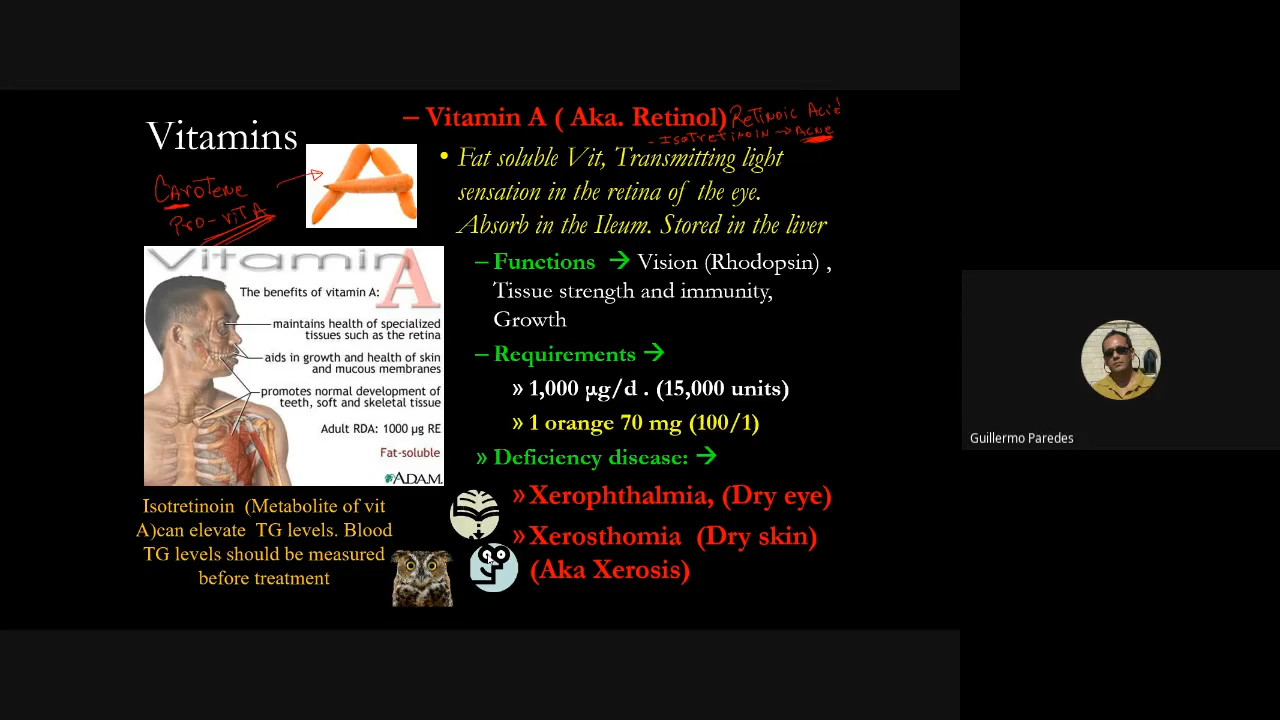 Vitamins
CAROTENE
PRO-VIT A
– Vitamin A ( Aka. Retinol) RETINOIC ACID
- ISOTRETINOIN → ACNE
• Fat soluble Vit, Transmitting light
sensation in the retina of the eye.
Absorb in the Ileum. Stored in the liver
– Functions → Vision (Rhodopsin) ,
Tissue strength and immunity,
Growth
– Requirements →
» 1,000 µg/d . (15,000 units)
» 1 orange 70 mg (100/1)
» Deficiency disease: →
» Xerophthalmia, (Dry eye)
» Xerosthomia (Dry skin)
(Aka Xerosis)
Vitamin A
The benefits of vitamin A:
maintains health of specialized
tissues such as the retina
aids in growth and health of skin
and mucous membranes
promotes normal development of
teeth, soft and skeletal tissue
Adult RDA: 1000 µg RE
Fat-soluble
ADAM.
Isotretinoin (Metabolite of vit
A)can elevate TG levels. Blood
TG levels should be measured
before treatment
Guillermo Paredes